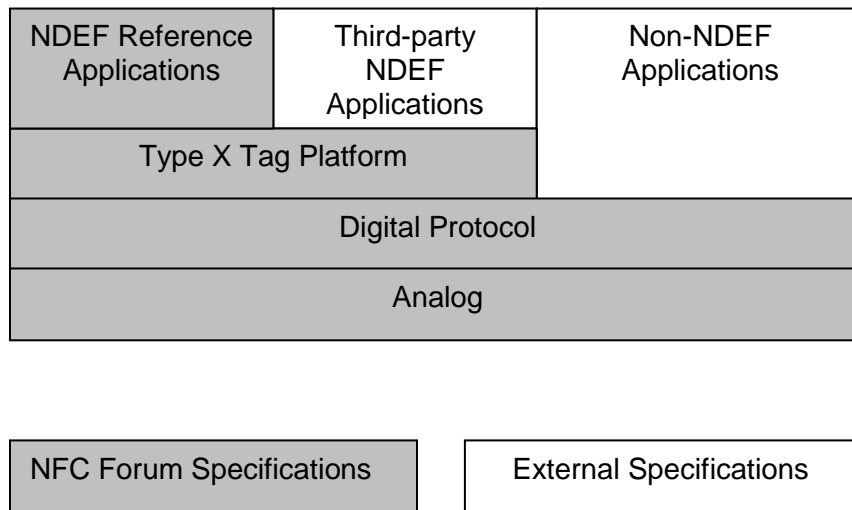 NDEF Reference
Applications
Third-party
NDEF
Applications
Non-NDEF
Applications
Type X Tag Platform
Digital Protocol
Analog
NFC Forum Specifications
External Specifications